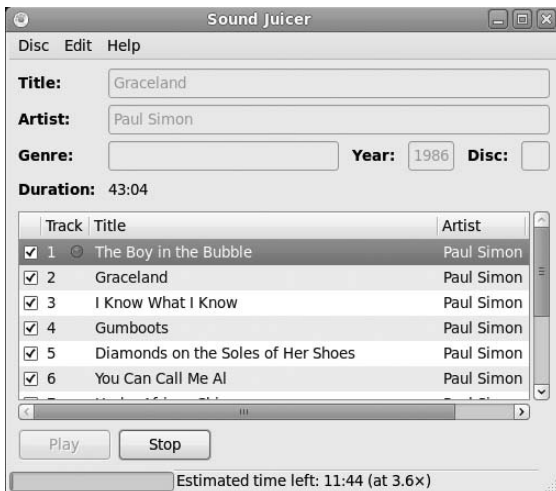 Sound Juicer
Disc Edit Help
Title: Graceland
Artist: Paul Simon
Genre: Year: 1986 Disc:
Duration: 43:04
Track Title Artist
1 The Boy in the Bubble Paul Simon
2 Graceland Paul Simon
3 I Know What I Know Paul Simon
4 Gumboots Paul Simon
5 Diamonds on the Soles of Her Shoes Paul Simon
6 You Can Call Me Al Paul Simon
Play Stop
Estimated time left: 11:44 (at 3.6×)